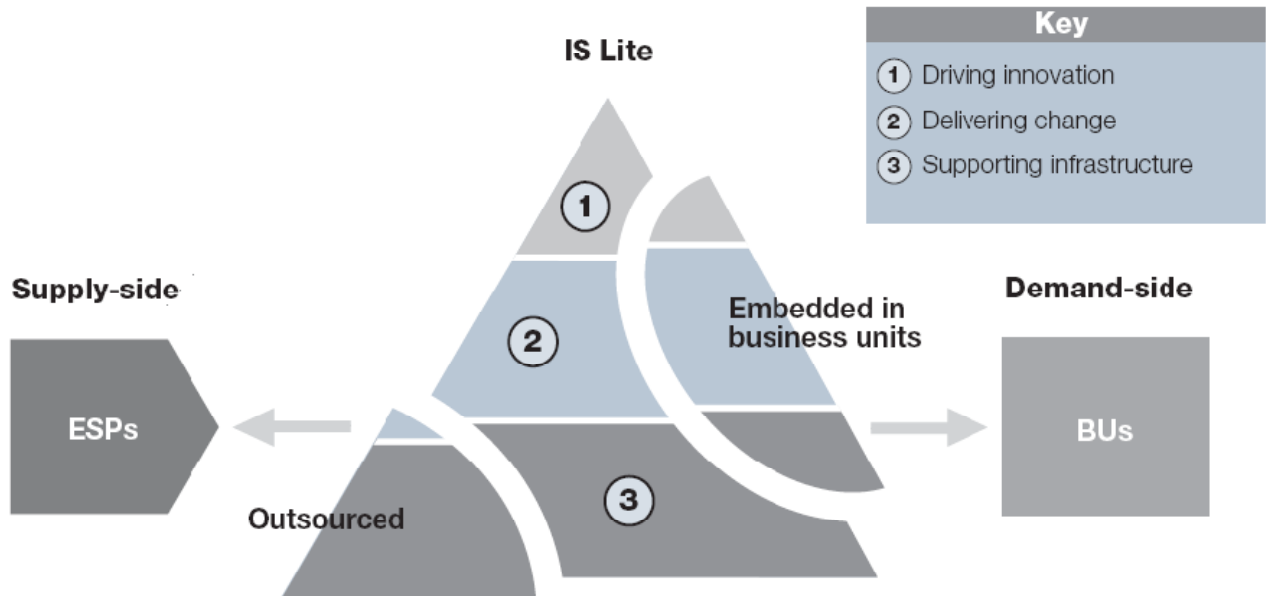 IS Lite
Key
1 Driving innovation
2 Delivering change
3 Supporting infrastructure
1
Supply-side
Demand-side
Embedded in
business units
2
ESPs
BUs
3
Outsourced